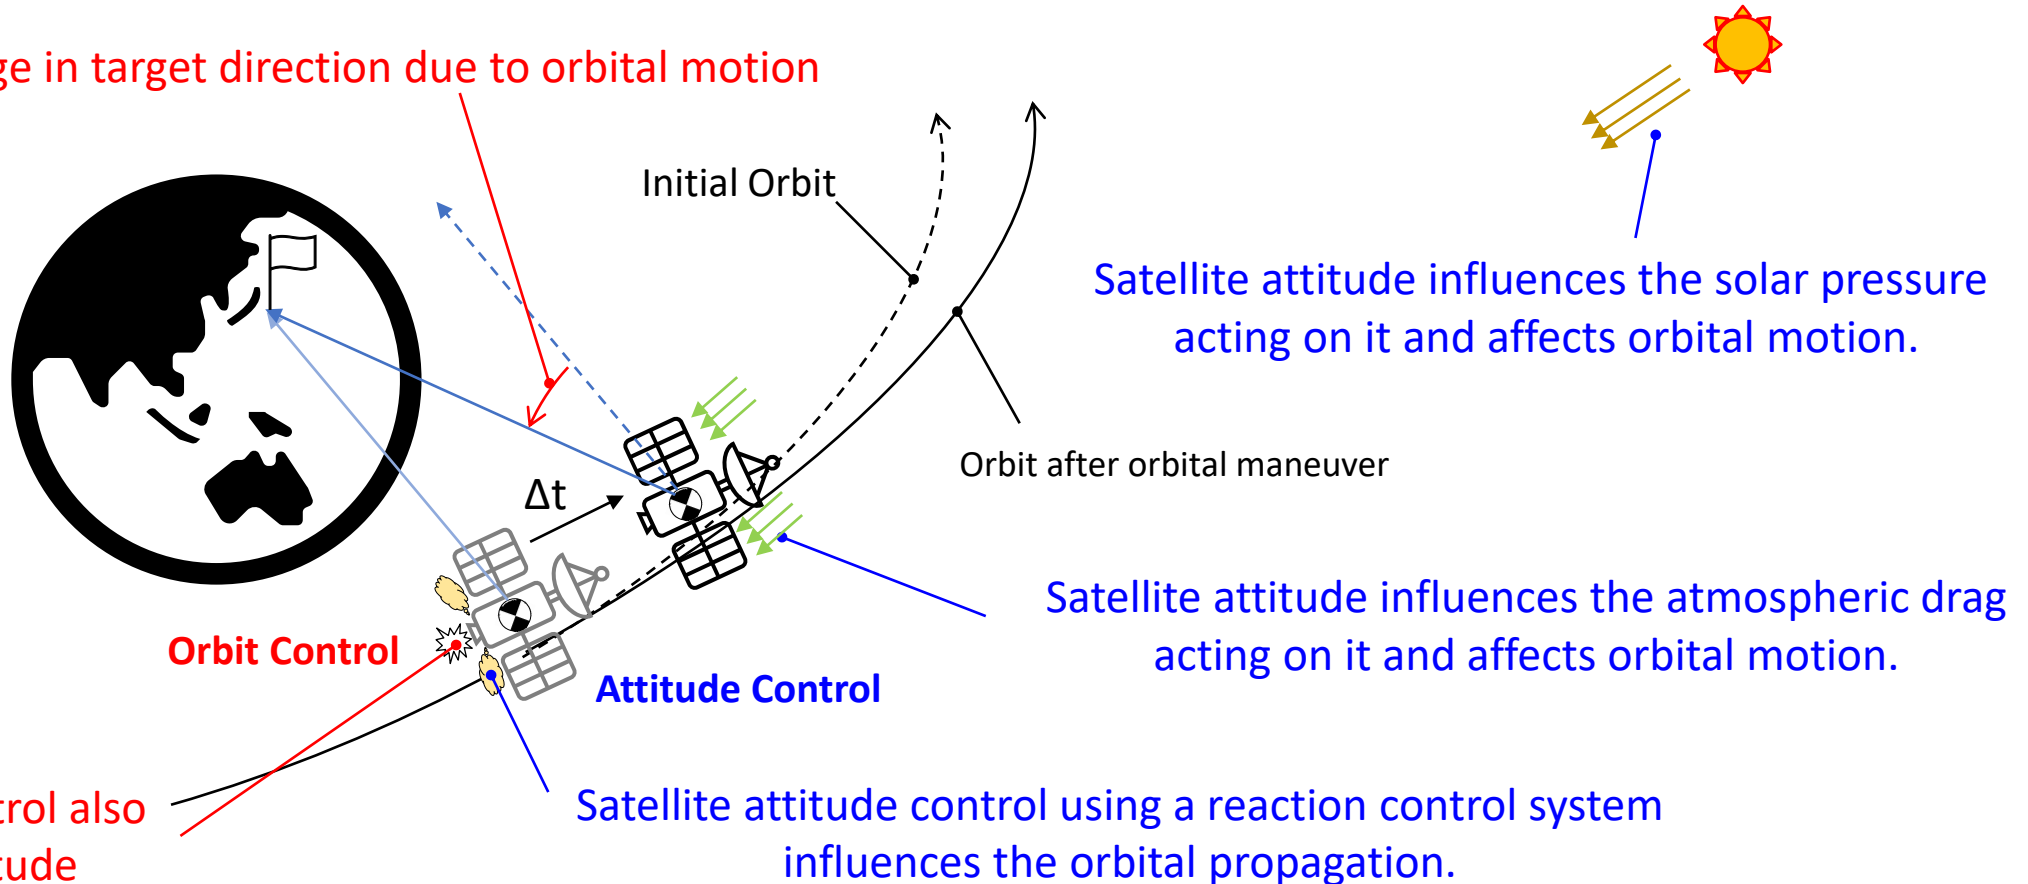 ge in target direction due to orbital motion
Initial Orbit
Satellite attitude influences the solar pressure
acting on it and affects orbital motion.
Orbit after orbital maneuver
Δt
Satellite attitude influences the atmospheric drag
acting on it and affects orbital motion.
Orbit Control
Attitude Control
trol also
tude
Satellite attitude control using a reaction control system
influences the orbital propagation.